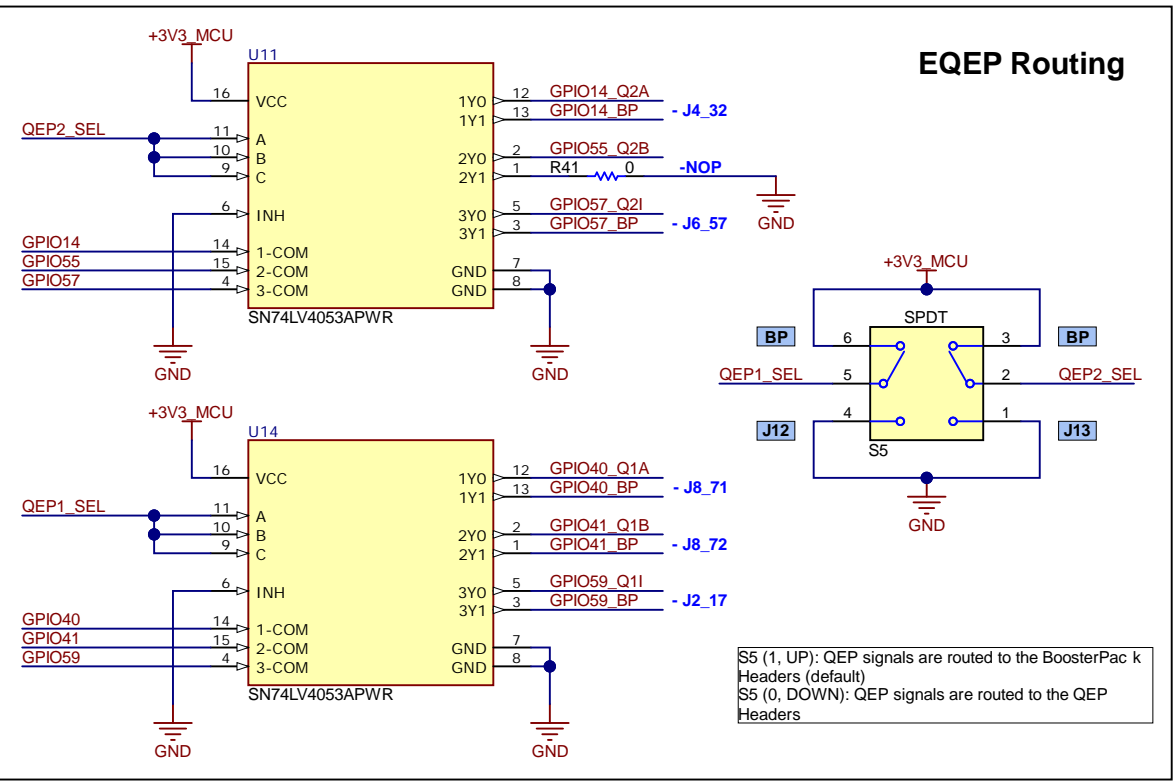 EQEP Routing
+3V3_MCU
U11
16 VCC
1Y0 12 GPIO14_Q2A
1Y1 13 GPIO14_BP - J4_32
QEP2_SEL
11 A
10 B
9 C
2Y0 2 GPIO55_Q2B
2Y1 1 R41 0 -NOP
GND
6 INH
3Y0 5 GPIO57_Q2I
3Y1 3 GPIO57_BP - J6_57
GPIO14 14 1-COM
GPIO55 15 2-COM
GPIO57 4 3-COM
GND 7
GND 8
SN74LV4053APWR
GND
GND
+3V3_MCU
SPDT
BP 6
3 BP
QEP1_SEL 5
2 QEP2_SEL
J12 4
1 J13
S5
GND
+3V3_MCU
U14
16 VCC
1Y0 12 GPIO40_Q1A
1Y1 13 GPIO40_BP - J8_71
QEP1_SEL
11 A
10 B
9 C
2Y0 2 GPIO41_Q1B
2Y1 1 GPIO41_BP - J8_72
6 INH
3Y0 5 GPIO59_Q1I
3Y1 3 GPIO59_BP - J2_17
GPIO40 14 1-COM
GPIO41 15 2-COM
GPIO59 4 3-COM
GND 7
GND 8
SN74LV4053APWR
GND
GND
S5 (1, UP): QEP signals are routed to the BoosterPac k
Headers (default)
S5 (0, DOWN): QEP signals are routed to the QEP
Headers